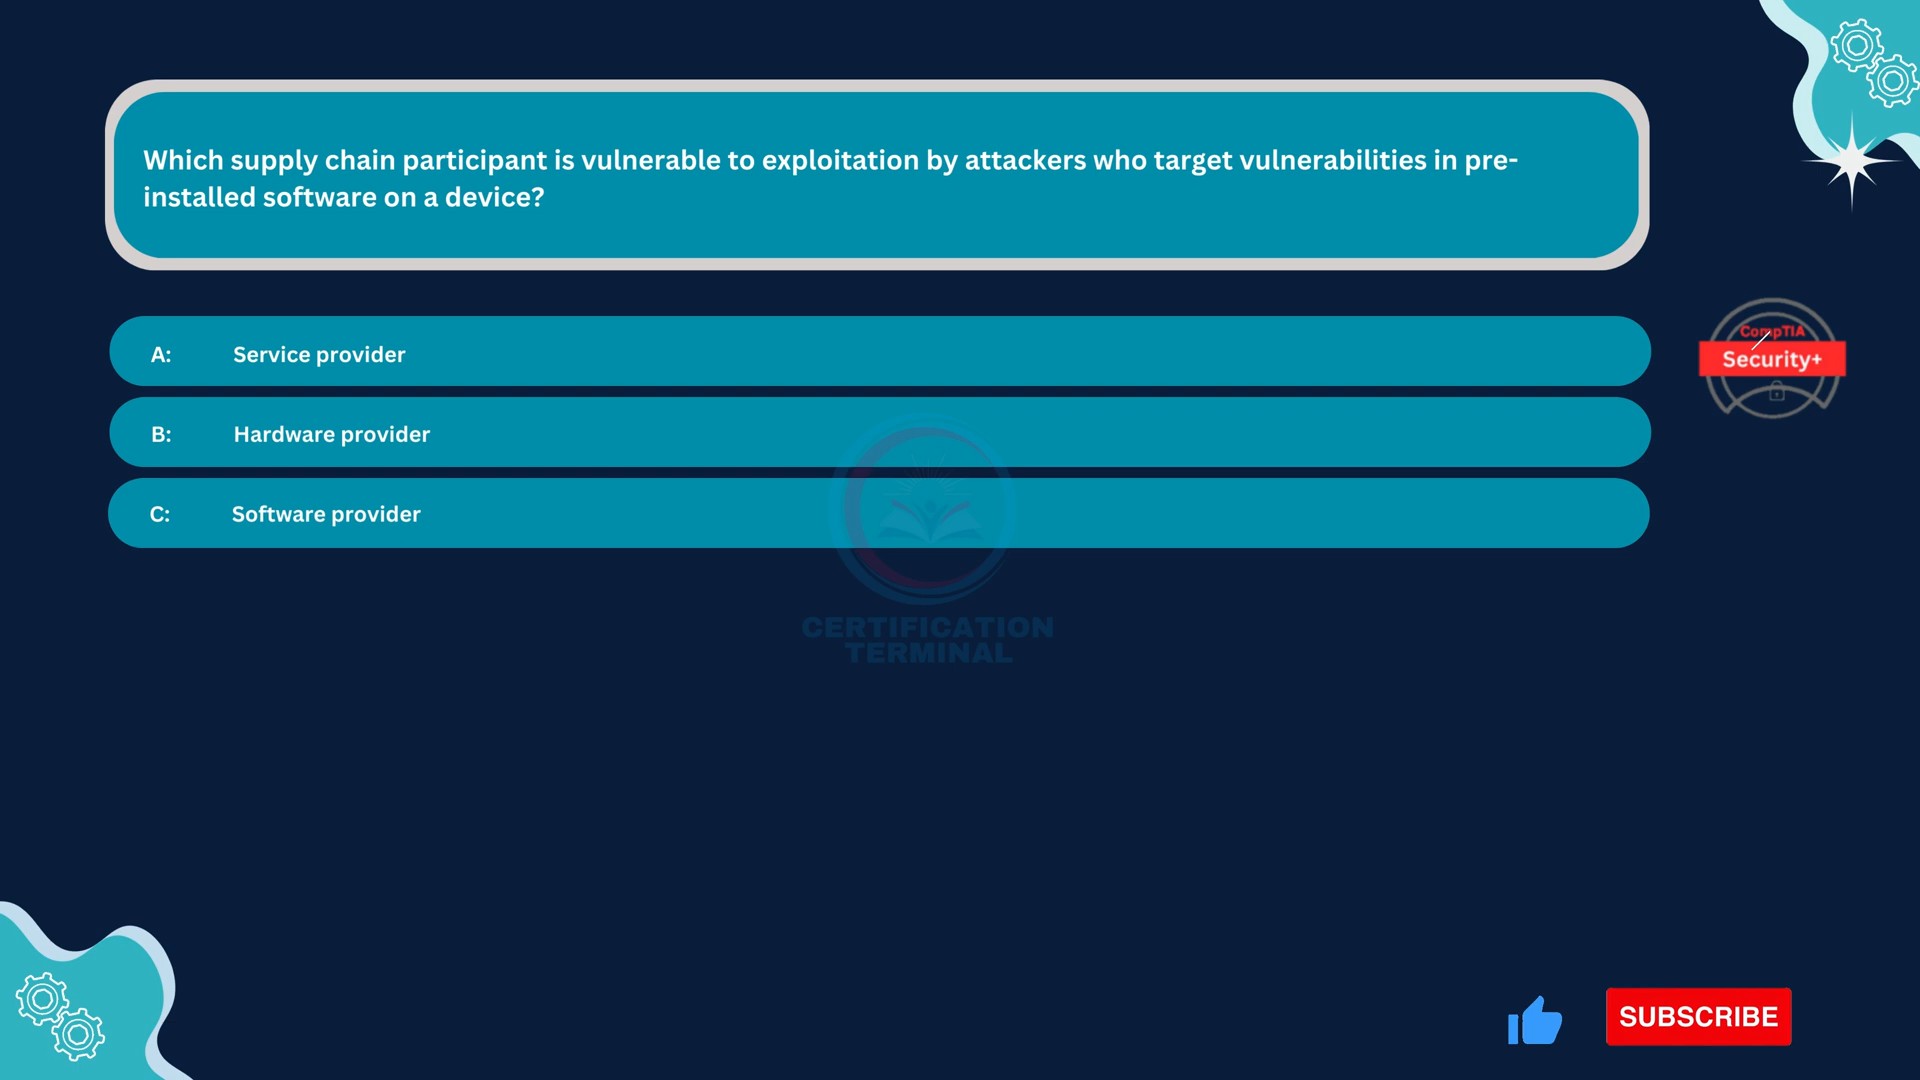 Which supply chain participant is vulnerable to exploitation by attackers who target vulnerabilities in pre-
installed software on a device?
A: Service provider
CompTIA
Security+
B: Hardware provider
C: Software provider
CERTIFICATION
TERMINAL
SUBSCRIBE